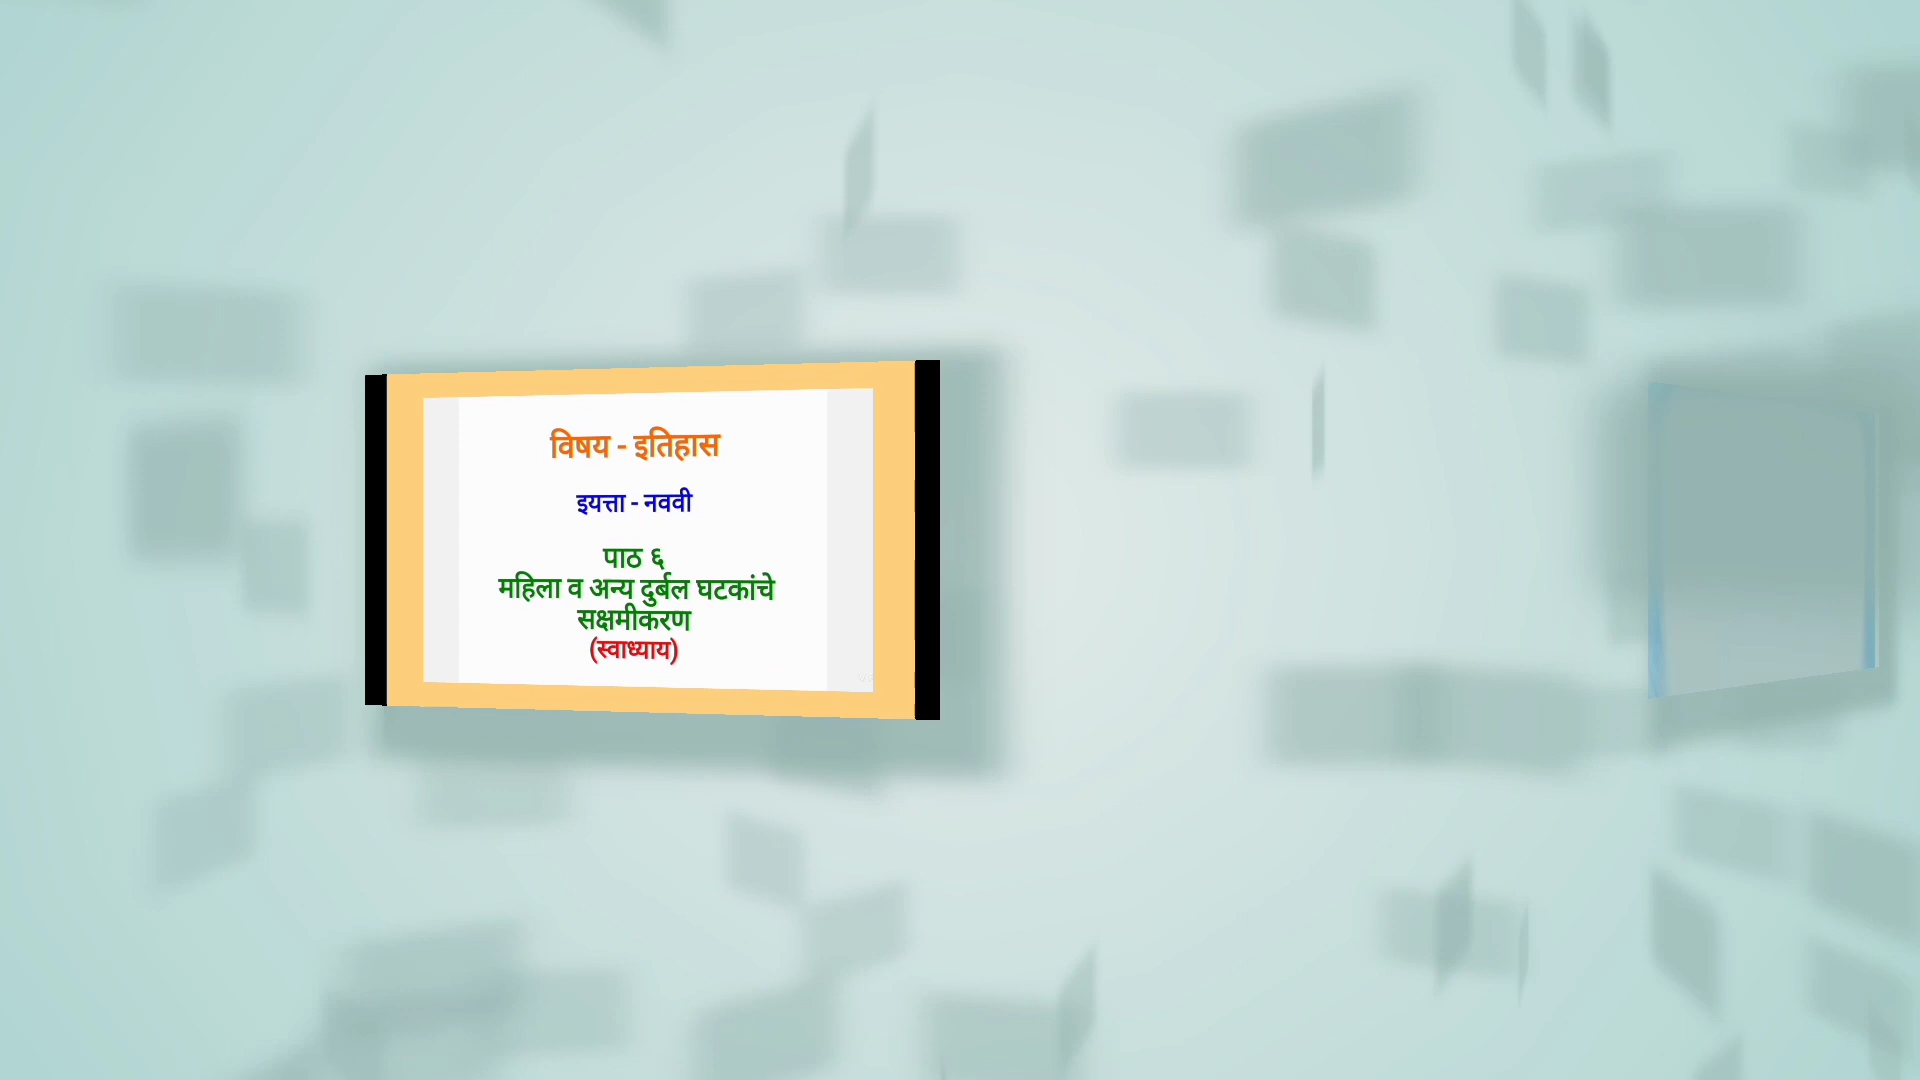 विषय - इतिहास
इयत्ता - नववी
पाठ ६
महिला व अन्य दुर्बल घटकांचे
सक्षमीकरण
(स्वाध्याय)